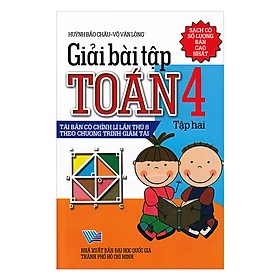 HUỲNH BẢO CHÂU-VÕ VĂN LONG
SÁCH CÓ
SỐ LƯỢNG
BÁN
CAO NHẤT
Giải bài tập
TOÁN 4
Tập hai
TÁI BẢN CÓ CHỈNH LÍ LẦN THỨ 8
THEO CHƯƠNG TRÌNH GIẢM TẢI
NHÀ XUẤT BẢN ĐẠI HỌC QUỐC GIA
THÀNH PHỐ HỒ CHÍ MINH